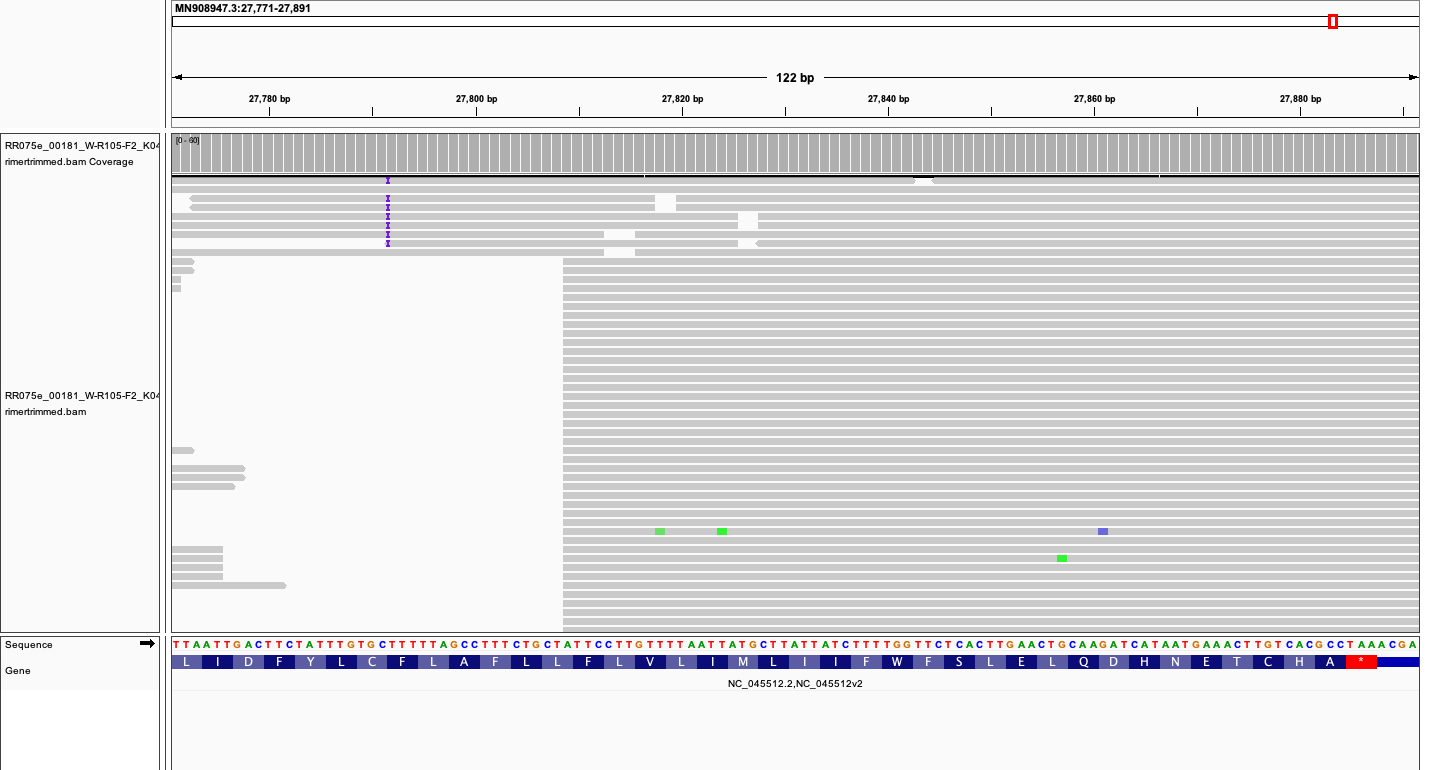 MN908947.3:27,771-27,891
122 bp
27,780 bp 27,800 bp 27,820 bp 27,840 bp 27,860 bp 27,880 bp
[0 - 60]
RR075e_00181_W-R105-F2_K04
rimertrimmed.bam Coverage
RR075e_00181_W-R105-F2_K04
rimertrimmed.bam
Sequence
TTAATTGACTTCTATTTGTGCTTTTTAGCCTTTCTGCTATTCCTTGTTTTAATTATGCTTATTATCTTTTGGTTCTCACTTGAACTGCAAGATCATAATGAAACTTGTCACGCCTAAACGA
Gene
L I D F Y L C F L A F L L F L V L I M L I I F W F S L E L Q D H N E T C H A *
NC_045512.2,NC_045512v2